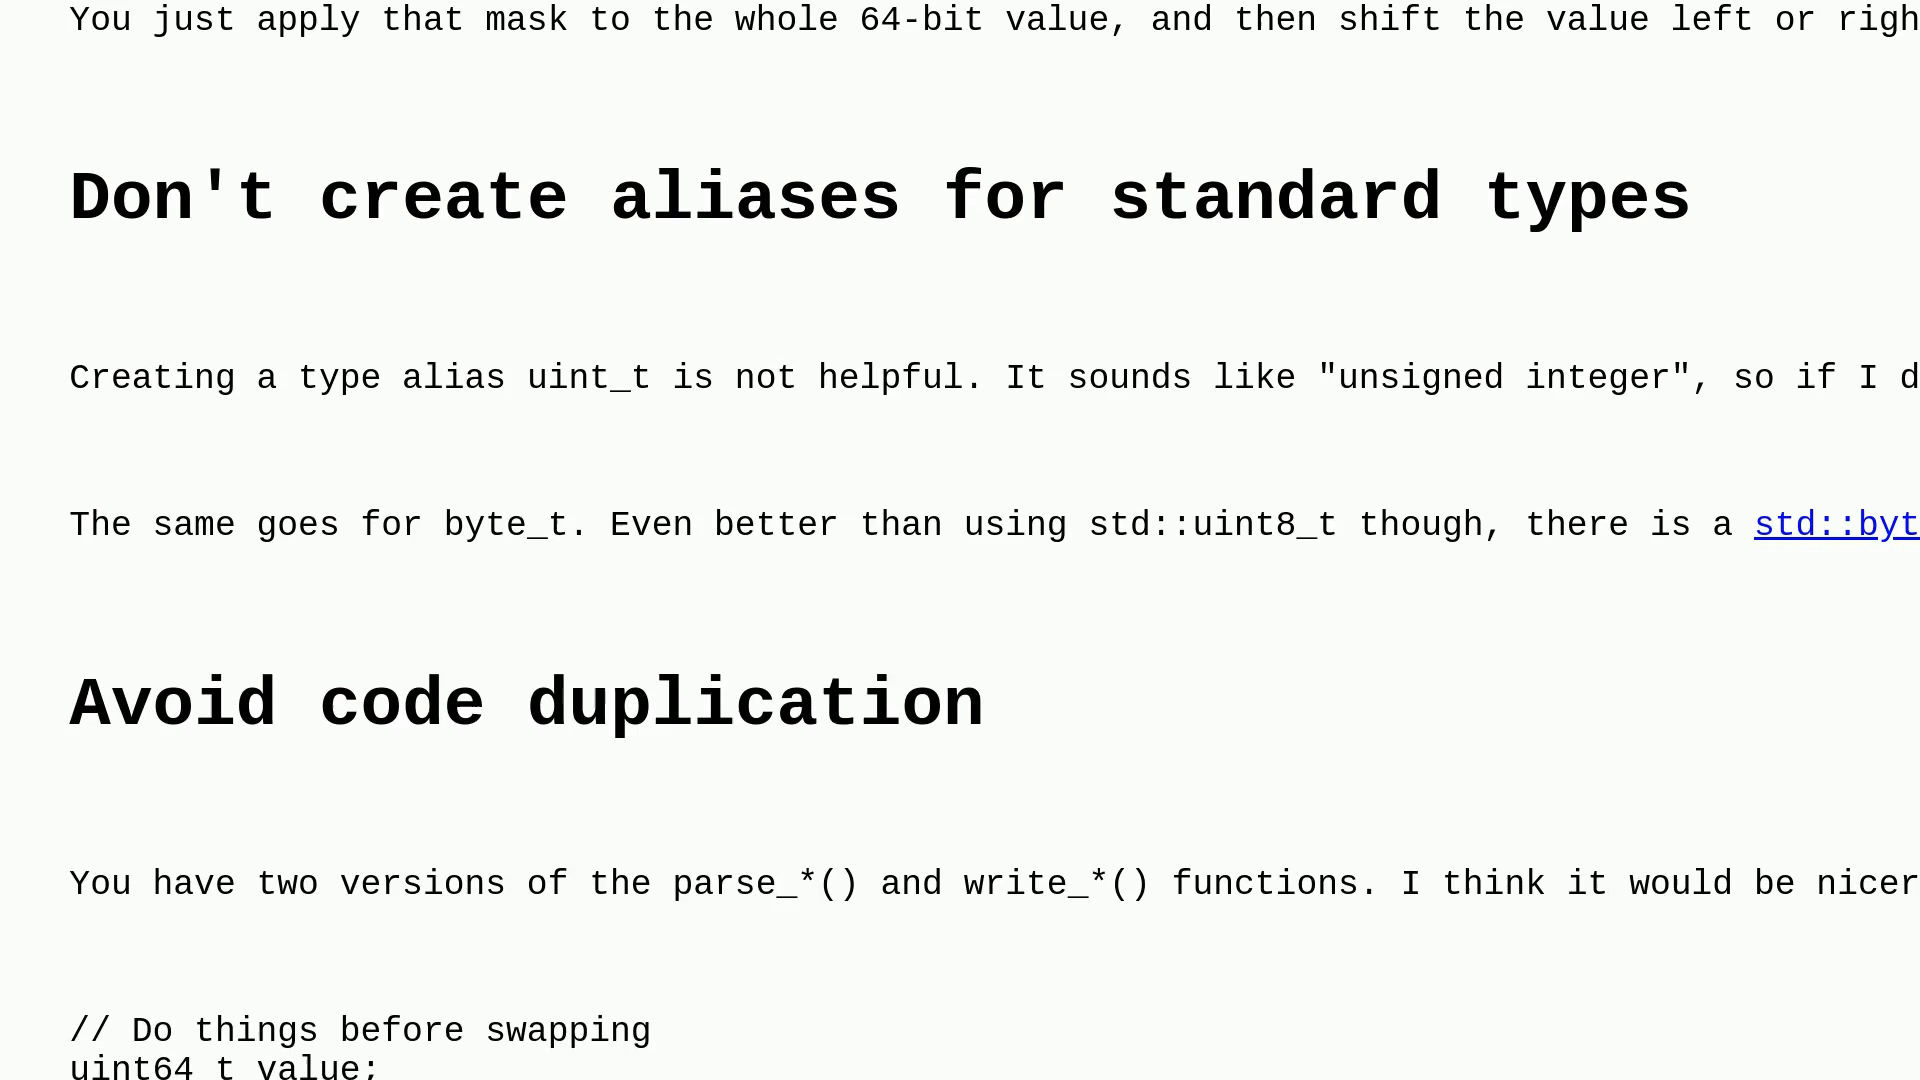 You just apply that mask to the whole 64-bit value, and then shift the value left or righ
Don't create aliases for standard types
Creating a type alias uint_t is not helpful. It sounds like "unsigned integer", so if I d
The same goes for byte_t. Even better than using std::uint8_t though, there is a std::byt
Avoid code duplication
You have two versions of the parse_*() and write_*() functions. I think it would be nicer
// Do things before swapping
uint64_t value;